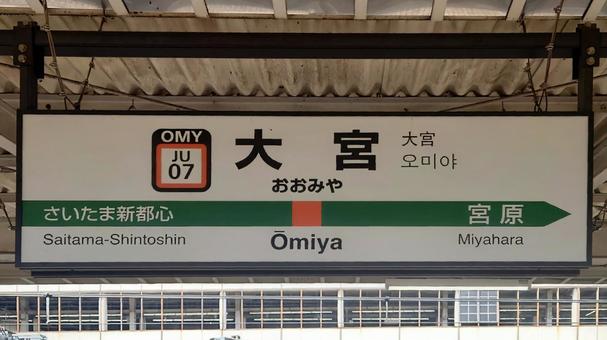 OMY
JU
07
大宮
おおみや
大宮
오미야
さいたま新都心
宮原
Saitama-Shintoshin
Ōmiya
Miyahara